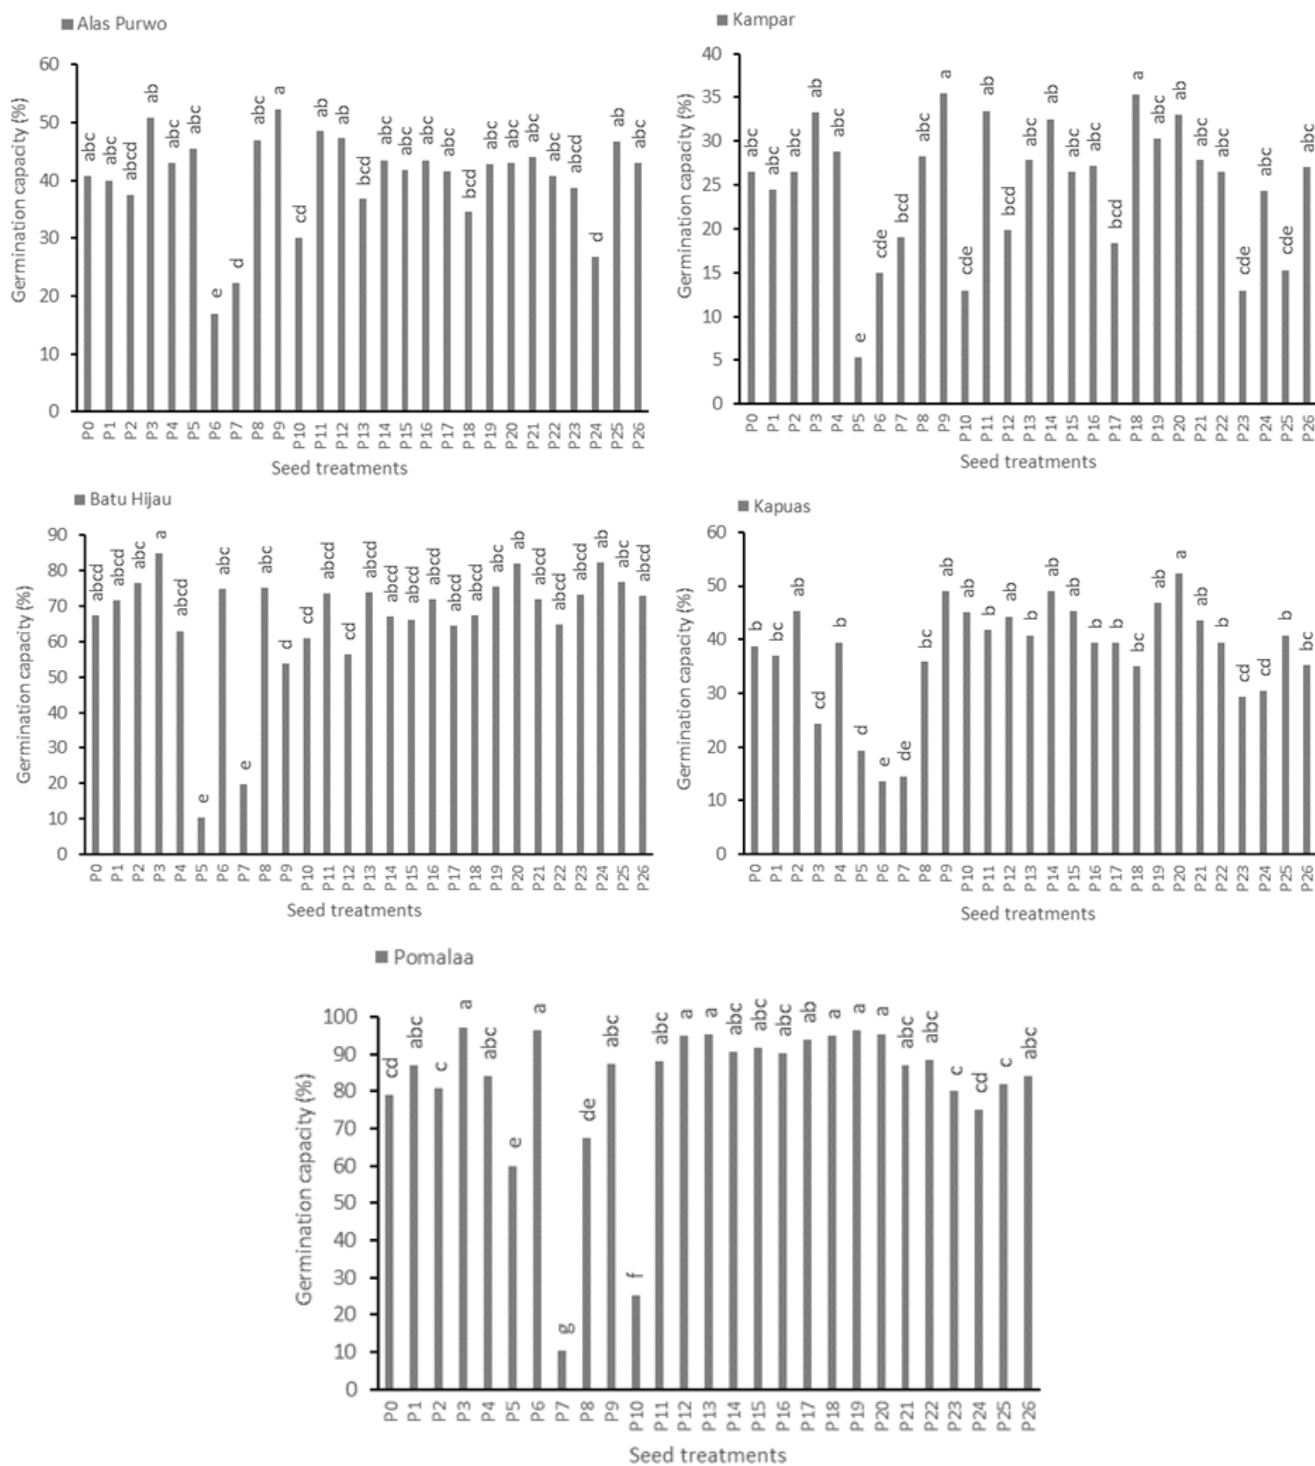 Alas Purwo
Germination capacity (%)
60
50
40
30
20
10
0
abc
abc
abcd
ab
abc
abc
e
d
abc
a
cd
ab
ab
bcd
abc
abc
abc
abc
bcd
abc
abc
abc
abc
abcd
d
ab
abc
P0
P1
P2
P3
P4
P5
P6
P7
P8
P9
P10
P11
P12
P13
P14
P15
P16
P17
P18
P19
P20
P21
P22
P23
P24
P25
P26
Seed treatments
Kampar
Germination capacity (%)
40
35
30
25
20
15
10
5
0
abc
abc
abc
ab
abc
e
cde
bcd
abc
a
cde
ab
bcd
abc
ab
abc
abc
bcd
a
abc
ab
abc
abc
cde
abc
cde
abc
P0
P1
P2
P3
P4
P5
P6
P7
P8
P9
P10
P11
P12
P13
P14
P15
P16
P17
P18
P19
P20
P21
P22
P23
P24
P25
P26
Seed treatments
Batu Hijau
Germination capacity (%)
90
80
70
60
50
40
30
20
10
0
abcd
abcd
abc
a
abcd
e
abc
e
abc
d
cd
abcd
cd
abcd
abcd
abcd
abcd
abcd
abcd
abc
ab
abcd
abcd
abcd
ab
abc
abcd
P0
P1
P2
P3
P4
P5
P6
P7
P8
P9
P10
P11
P12
P13
P14
P15
P16
P17
P18
P19
P20
P21
P22
P23
P24
P25
P26
Seed treatments
Kapuas
Germination capacity (%)
60
50
40
30
20
10
0
b
bc
ab
cd
b
d
e
de
bc
ab
ab
b
ab
b
ab
ab
b
b
bc
ab
a
ab
b
cd
cd
b
bc
P0
P1
P2
P3
P4
P5
P6
P7
P8
P9
P10
P11
P12
P13
P14
P15
P16
P17
P18
P19
P20
P21
P22
P23
P24
P25
P26
Seed treatments
Pomalaa
Germination capacity (%)
100
90
80
70
60
50
40
30
20
10
0
cd
abc
c
a
abc
e
a
g
de
abc
f
abc
a
a
abc
abc
abc
ab
a
a
a
abc
abc
c
cd
c
abc
P0
P1
P2
P3
P4
P5
P6
P7
P8
P9
P10
P11
P12
P13
P14
P15
P16
P17
P18
P19
P20
P21
P22
P23
P24
P25
P26
Seed treatments